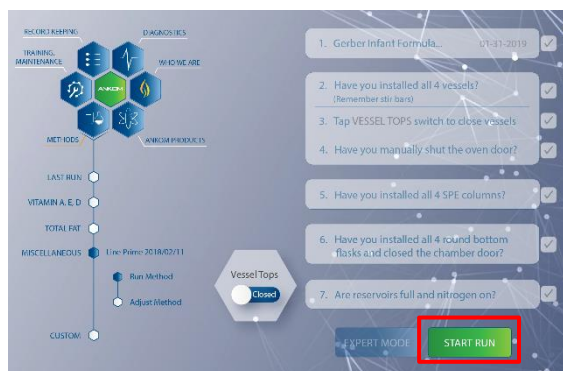 RECORD KEEPING
DIAGNOSTICS
TRAINING,
MAINTENANCE
WHO WE ARE
ANKOM
METHODS
ANKOM PRODUCTS
LAST RUN
VITAMIN A, E, D
TOTAL FAT
MISCELLANEOUS
Line Prime 2018/02/11
Run Method
Adjust Method
CUSTOM
Vessel Tops
Closed
1. Gerber Infant Formula... 01-31-2019
2. Have you installed all 4 vessels?
(Remember stir bars)
3. Tap VESSEL TOPS switch to close vessels
4. Have you manually shut the oven door?
5. Have you installed all 4 SPE columns?
6. Have you installed all 4 round bottom
flasks and closed the chamber door?
7. Are reservoirs full and nitrogen on?
EXPERT MODE
START RUN